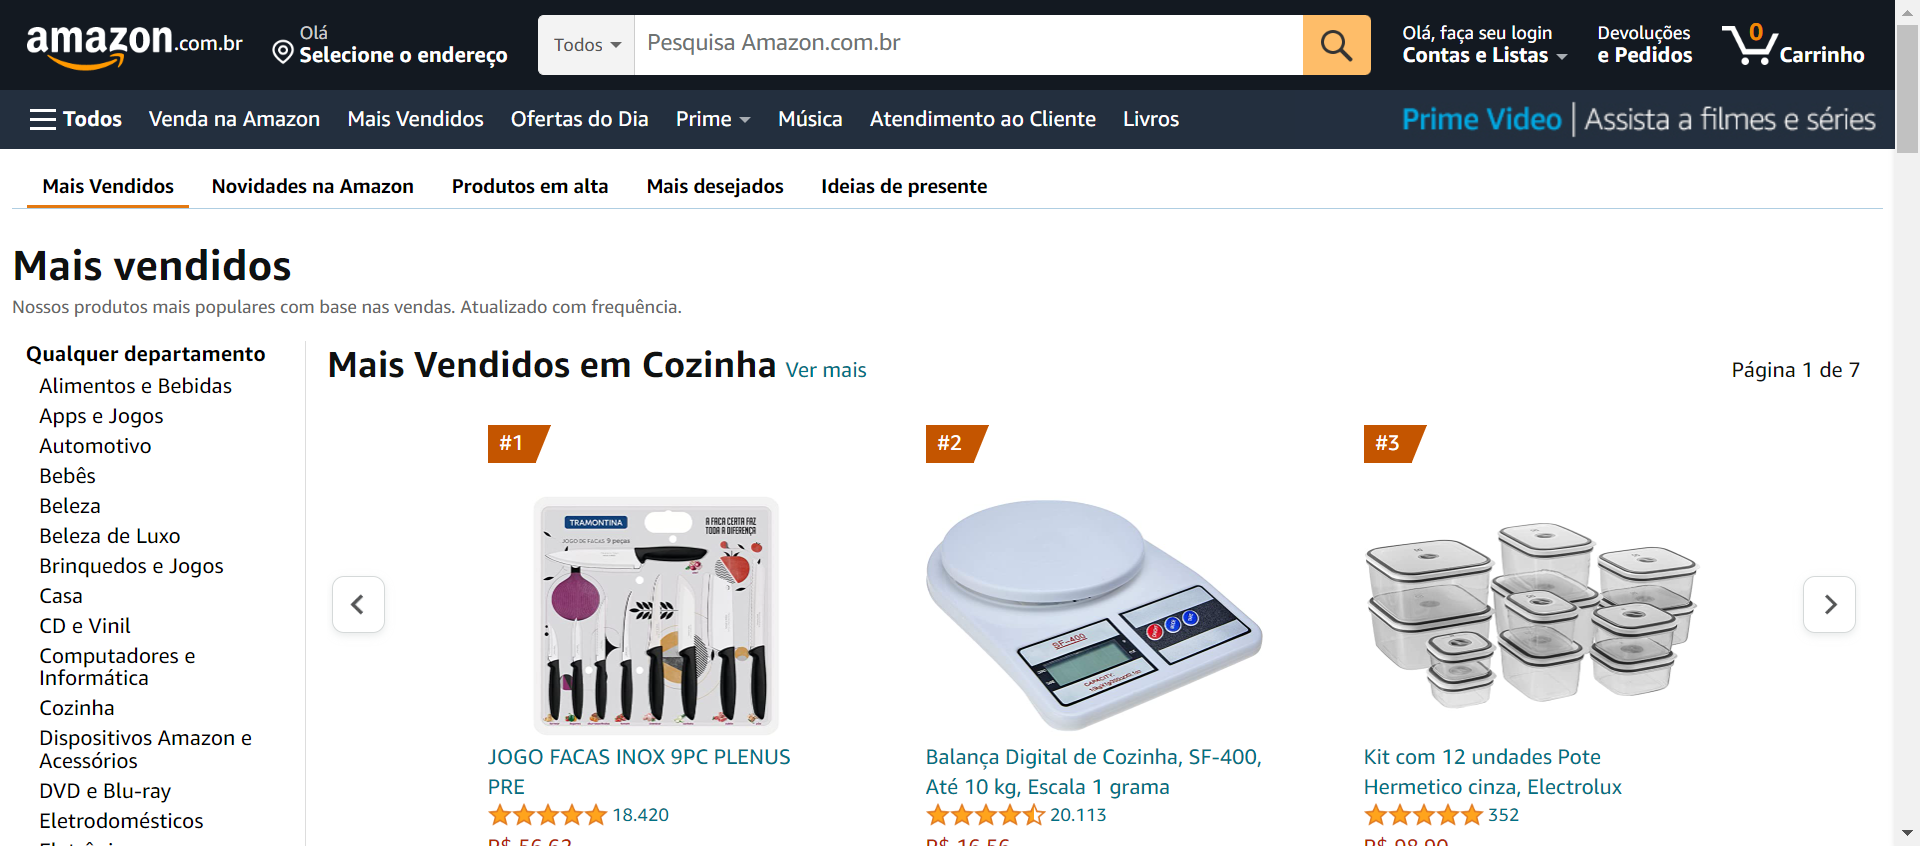 amazon.com.br
Olá
Selecione o endereço
Todos
Pesquisa Amazon.com.br
Olá, faça seu login
Contas e Listas
Devoluções
e Pedidos
0
Carrinho
Todos
Venda na Amazon
Mais Vendidos
Ofertas do Dia
Prime
Música
Atendimento ao Cliente
Livros
Prime Video | Assista a filmes e séries
Mais Vendidos
Novidades na Amazon
Produtos em alta
Mais desejados
Ideias de presente
Mais vendidos
Nossos produtos mais populares com base nas vendas. Atualizado com frequência.
Qualquer departamento
Alimentos e Bebidas
Apps e Jogos
Automotivo
Bebês
Beleza
Beleza de Luxo
Brinquedos e Jogos
Casa
CD e Vinil
Computadores e
Informática
Cozinha
Dispositivos Amazon e
Acessórios
DVD e Blu-ray
Eletrodomésticos
Mais Vendidos em Cozinha Ver mais
Página 1 de 7
#1
TRAMONTINA
A FACA CERTA FAZ
TODA A DIFERENÇA
JOGO DE FACAS 9 peças
JOGO FACAS INOX 9PC PLENUS
PRE
18.420
#2
SF-400
CAPACITY:
Balança Digital de Cozinha, SF-400,
Até 10 kg, Escala 1 grama
20.113
#3
Kit com 12 undades Pote
Hermetico cinza, Electrolux
352